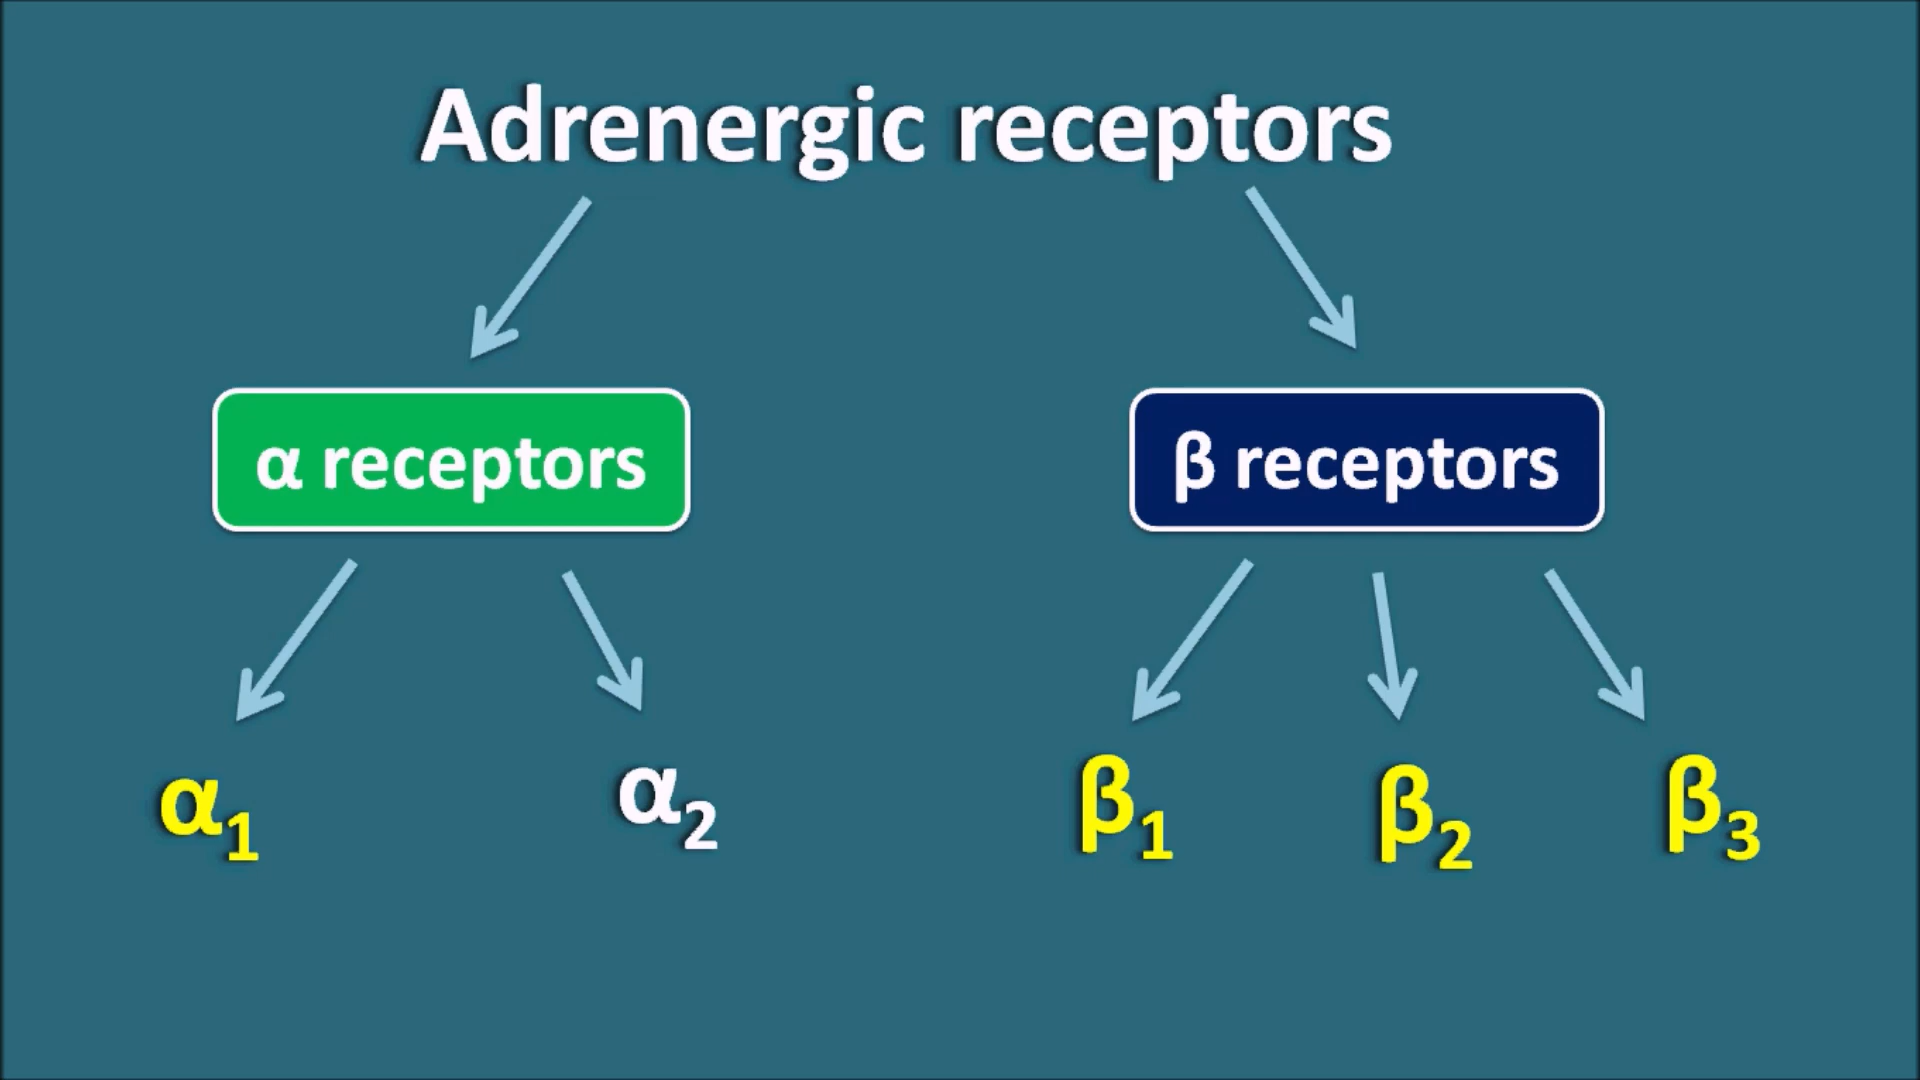 Adrenergic receptors
α receptors
β receptors
α₁
α₂
β₁
β₂
β₃